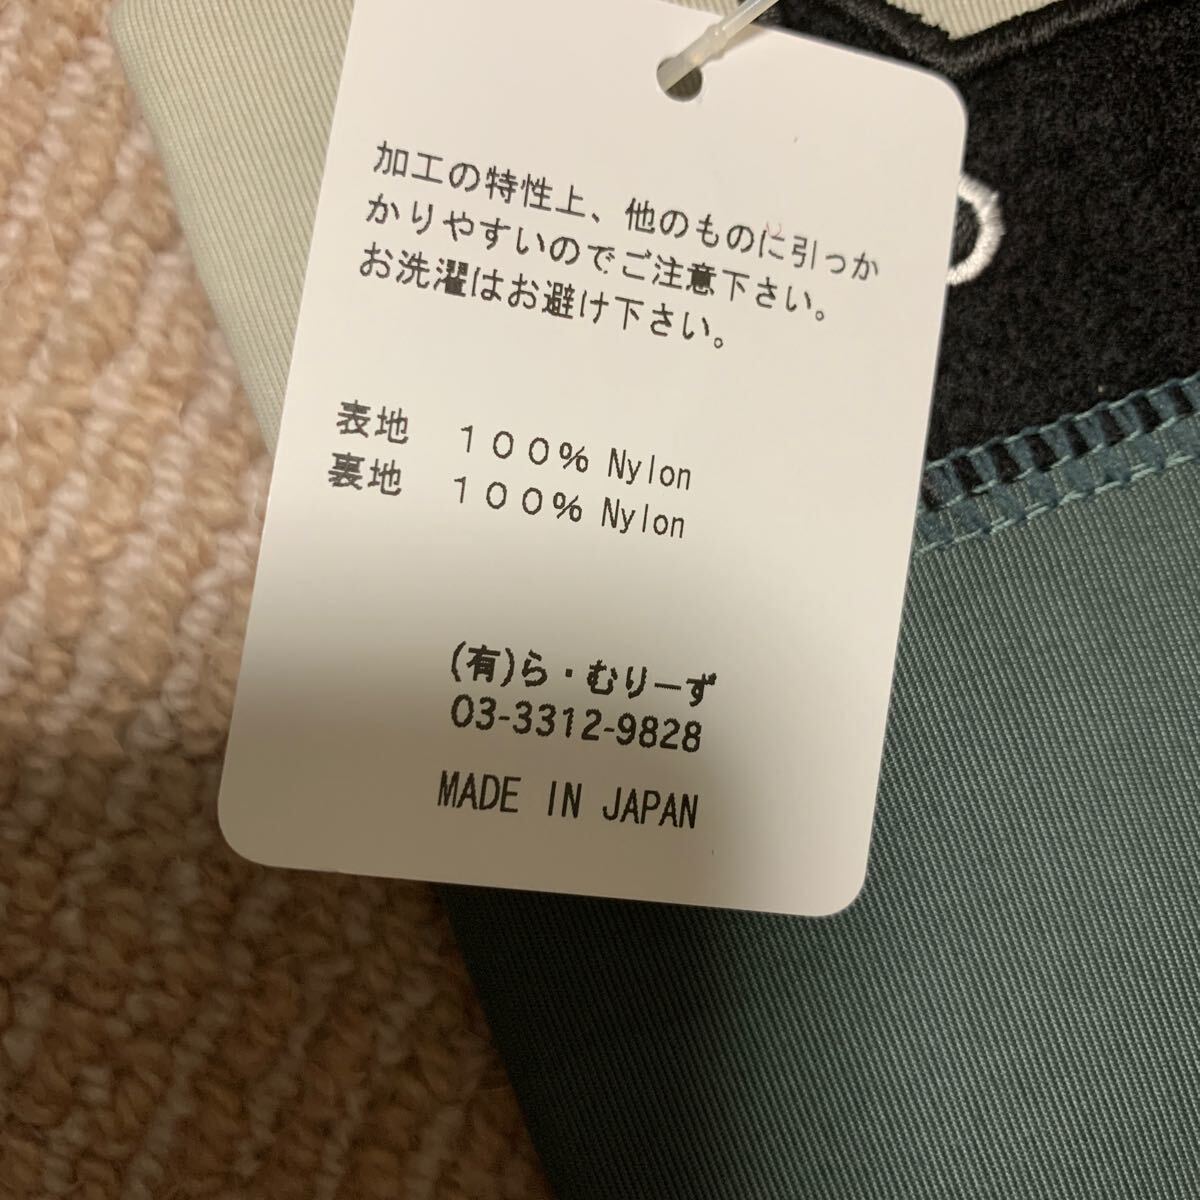 加工の特性上、他のものに引っか
かりやすいのでご注意下さい。
お洗濯はお避け下さい。
表地　１００％ Nylon
裏地　１００％ Nylon
(有)ら・むりーず
03-3312-9828
MADE IN JAPAN